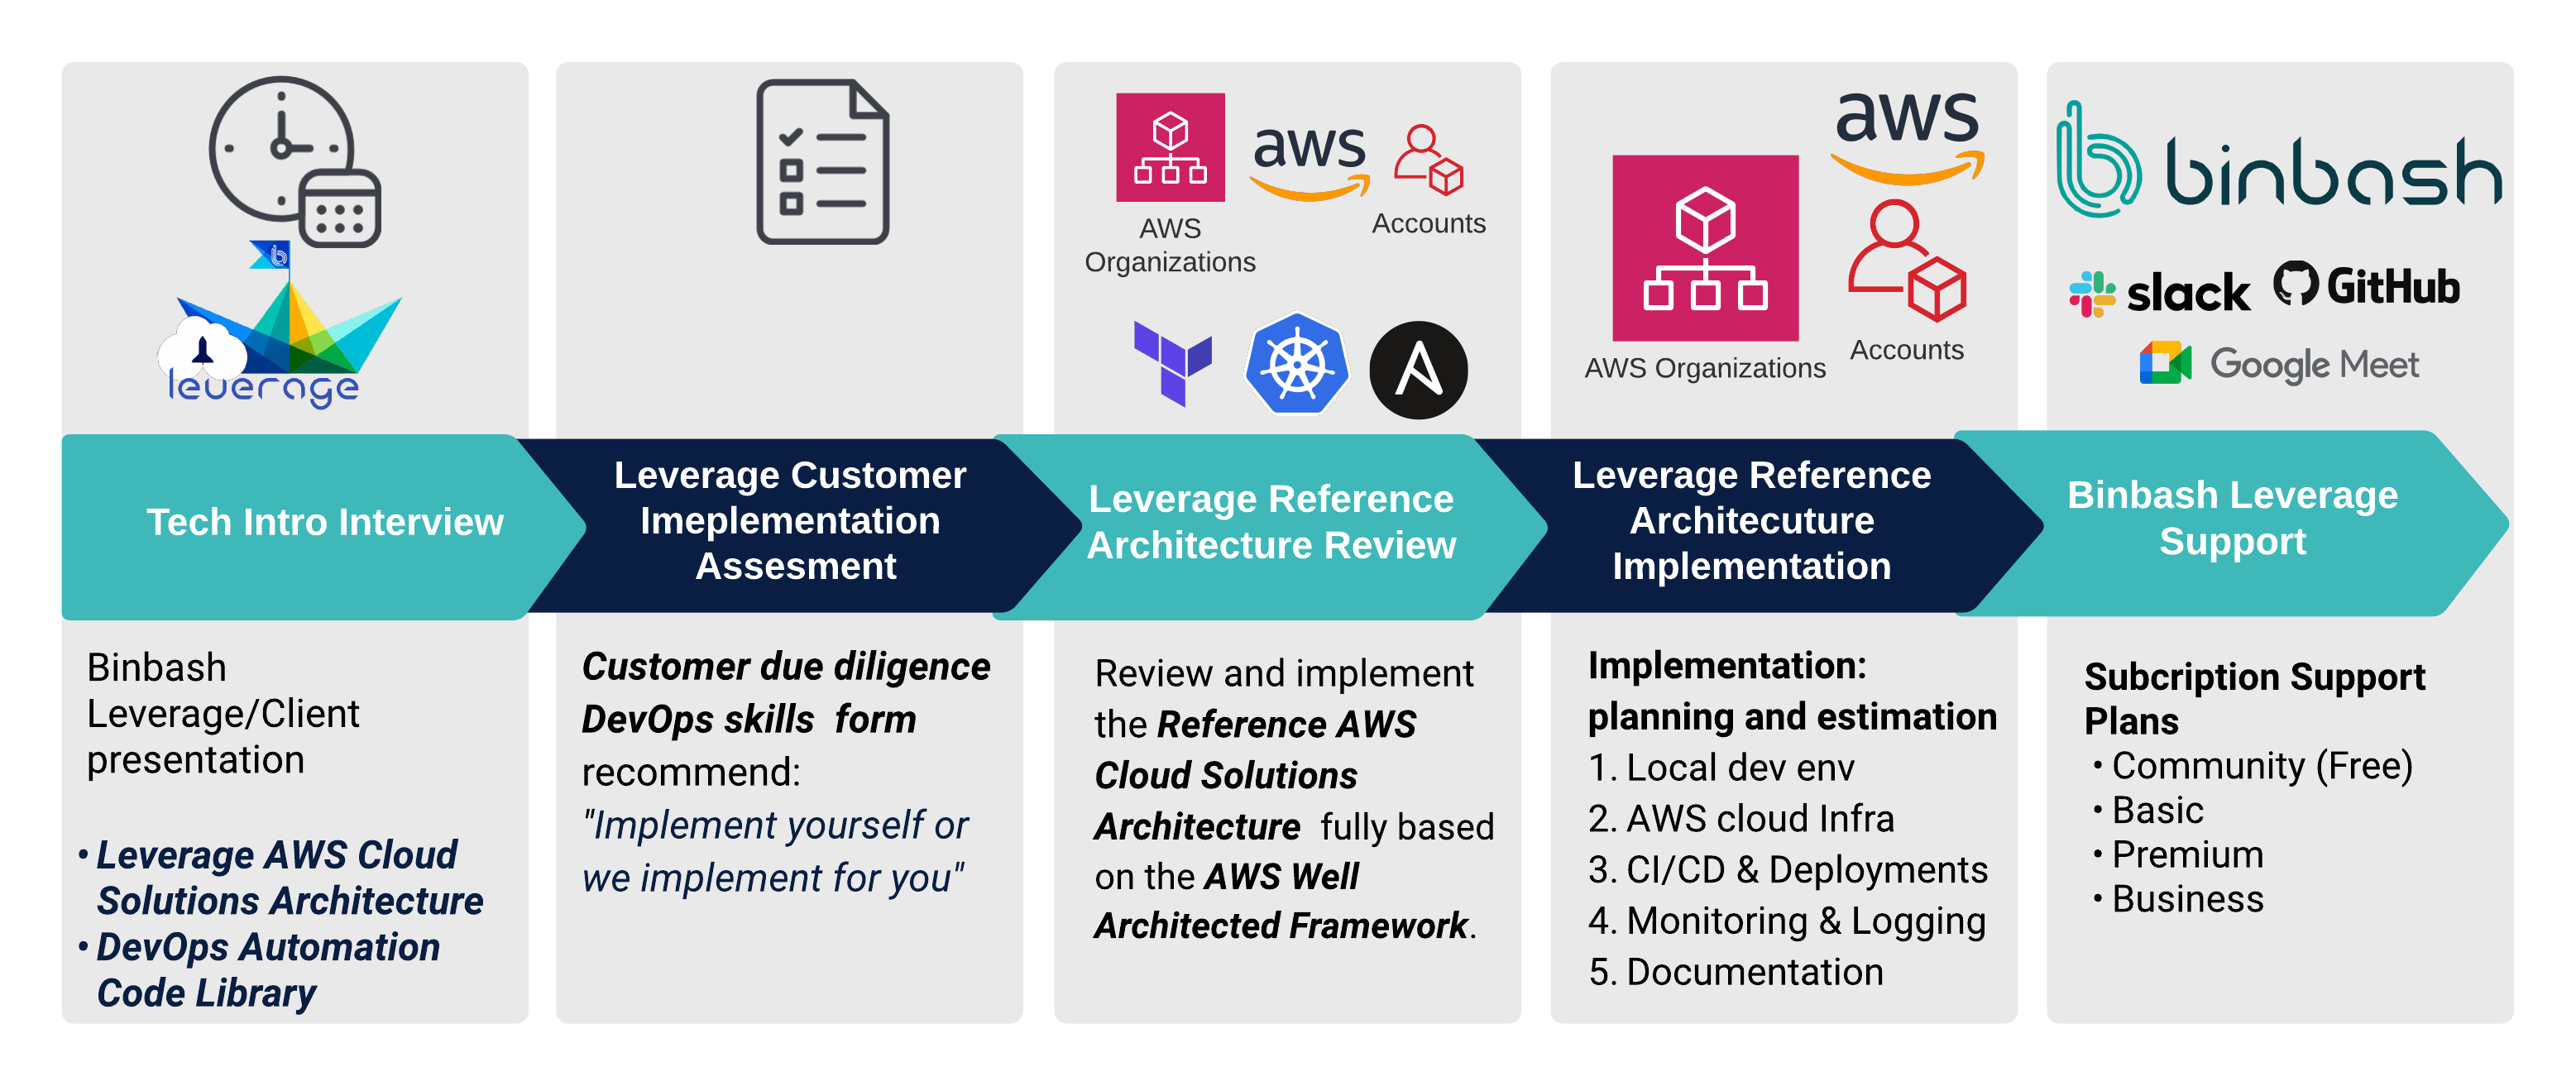 leverage
Tech Intro Interview
Binbash
Leverage/Client
presentation
• Leverage AWS Cloud
Solutions Architecture
• DevOps Automation
Code Library
Leverage Customer
Imeplementation
Assesment
Customer due diligence
DevOps skills form
recommend:
"Implement yourself or
we implement for you"
aws
AWS
Organizations
Accounts
Leverage Reference
Architecture Review
Review and implement
the Reference AWS
Cloud Solutions
Architecture fully based
on the AWS Well
Architected Framework.
aws
AWS Organizations
Accounts
Leverage Reference
Architecuture
Implementation
Implementation:
planning and estimation
1. Local dev env
2. AWS cloud Infra
3. CI/CD & Deployments
4. Monitoring & Logging
5. Documentation
binbash
slack GitHub
Google Meet
Binbash Leverage
Support
Subcription Support
Plans
• Community (Free)
• Basic
• Premium
• Business